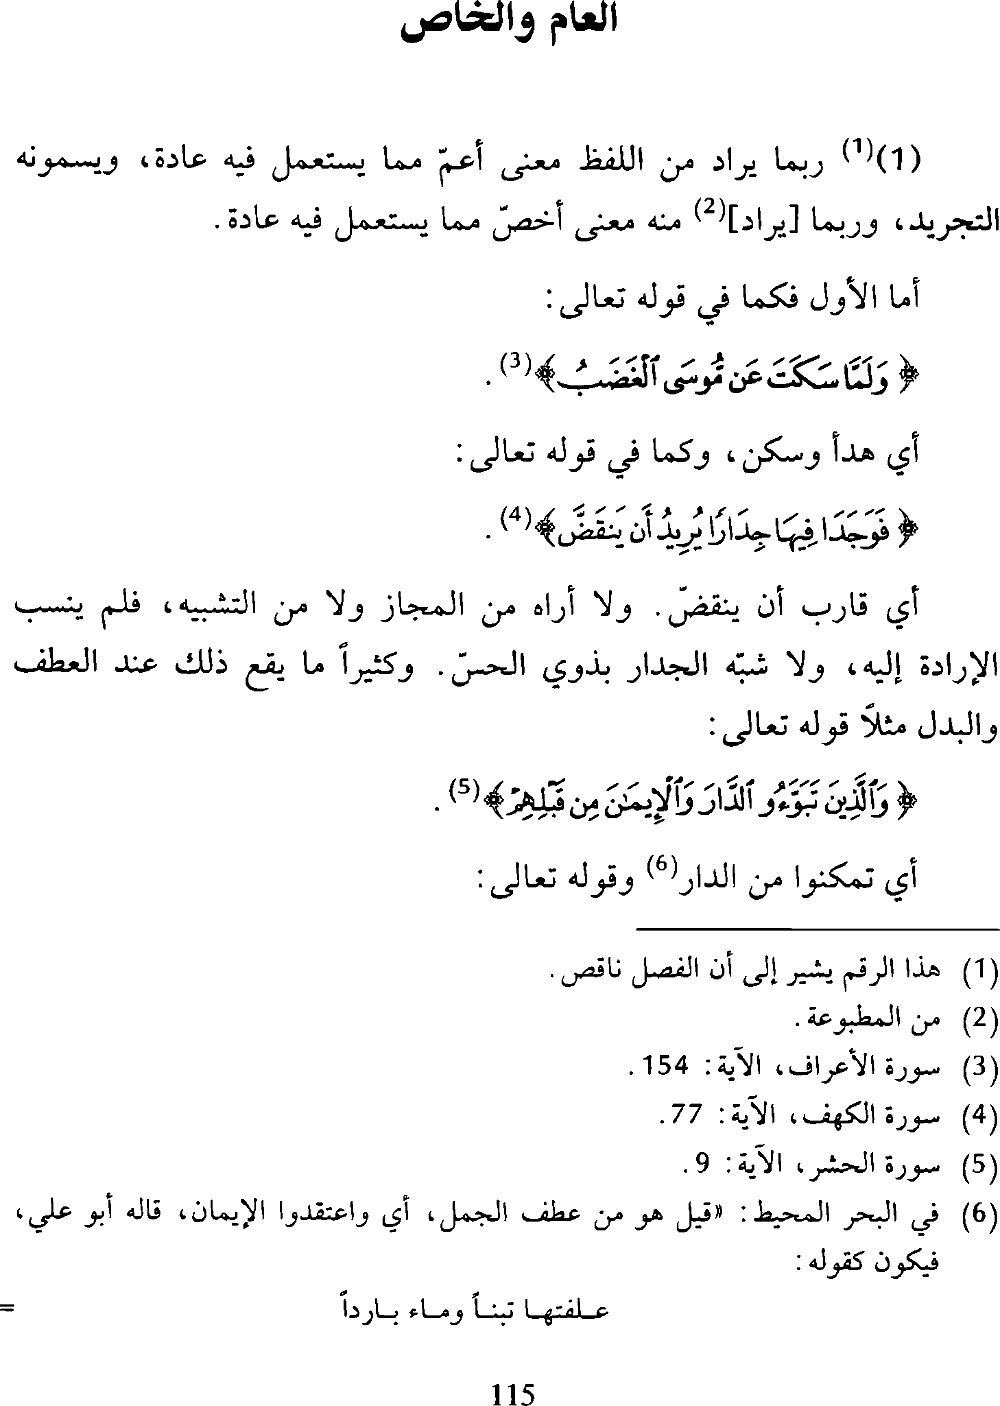 العام والخاص
(1)(1) ربما يراد من اللفظ معنى أعمّ مما يستعمل فيه عادة، ويسمونه
التجريد، وربما [يراد](2) منه معنى أخصّ مما يستعمل فيه عادة.
أما الأول فكما في قوله تعالى:
﴿وَلَمَّا سَكَتَ عَن مُّوسَى ٱلْغَضَبُ﴾(3).
أي هدأ وسكن، وكما في قوله تعالى:
﴿فَوَجَدَا فِيهَا جِدَارًا يُرِيدُ أَن يَنقَضَّ﴾(4).
أي قارب أن ينقضّ. ولا أراه من المجاز ولا من التشبيه، فلم ينسب
الإرادة إليه، ولا شبّه الجدار بذوي الحسّ. وكثيراً ما يقع ذلك عند العطف
والبدل مثلاً قوله تعالى:
﴿وَٱلَّذِينَ تَبَوَّءُو ٱلدَّارَ وَٱلْإِيمَٰنَ مِن قَبْلِهِمْ﴾(5).
أي تمكنوا من الدار(6) وقوله تعالى:
(1) هذا الرقم يشير إلى أن الفصل ناقص.
(2) من المطبوعة.
(3) سورة الأعراف، الآية: 154.
(4) سورة الكهف، الآية: 77.
(5) سورة الحشر، الآية: 9.
(6) في البحر المحيط: «قيل هو من عطف الجمل، أي واعتقدوا الإيمان، قاله أبو علي،
فيكون كقوله:
علفتها تبناً وماء بارداً =
115